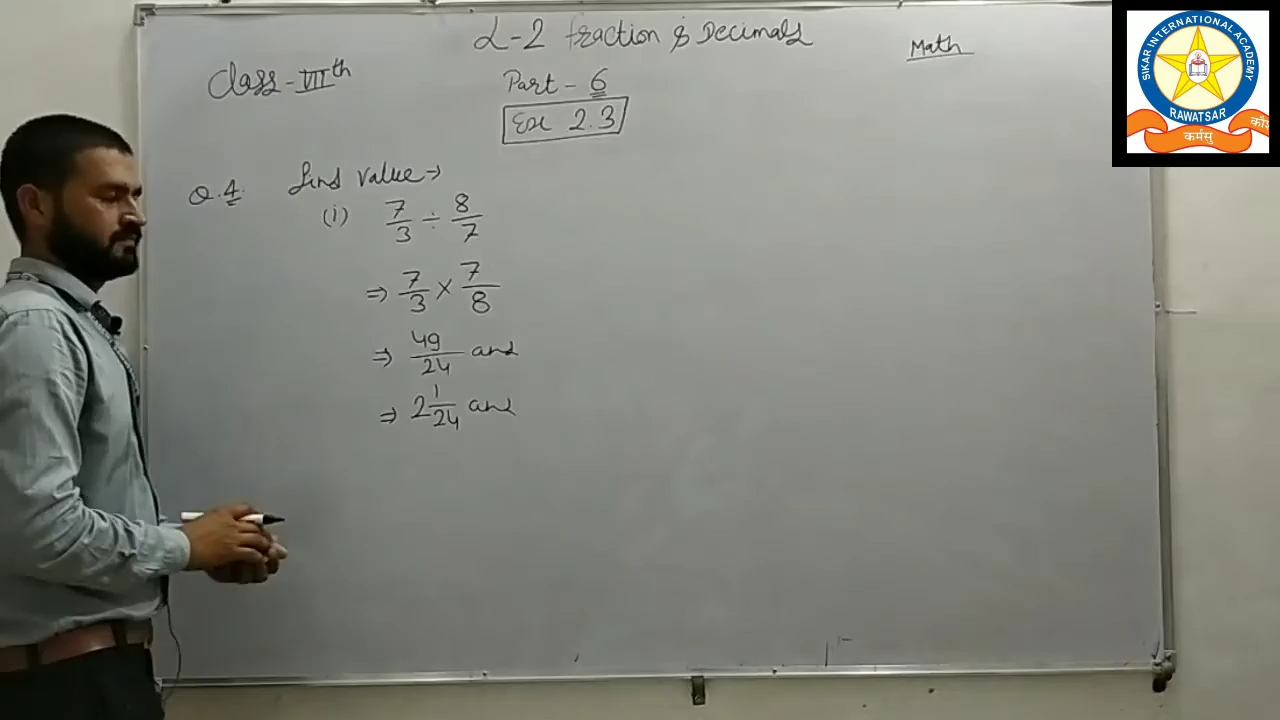 L-2 fraction & Decimals
Math
Class-VIIth
Part - 6
Ex 2.3
Q.4. find value→
(i) 7/3 ÷ 8/7
⇒ 7/3 × 7/8
⇒ 49/24 ans
⇒ 2 1/24 ans
SIKAR INTERNATIONAL ACADEMY
RAWATSAR
कर्मसु